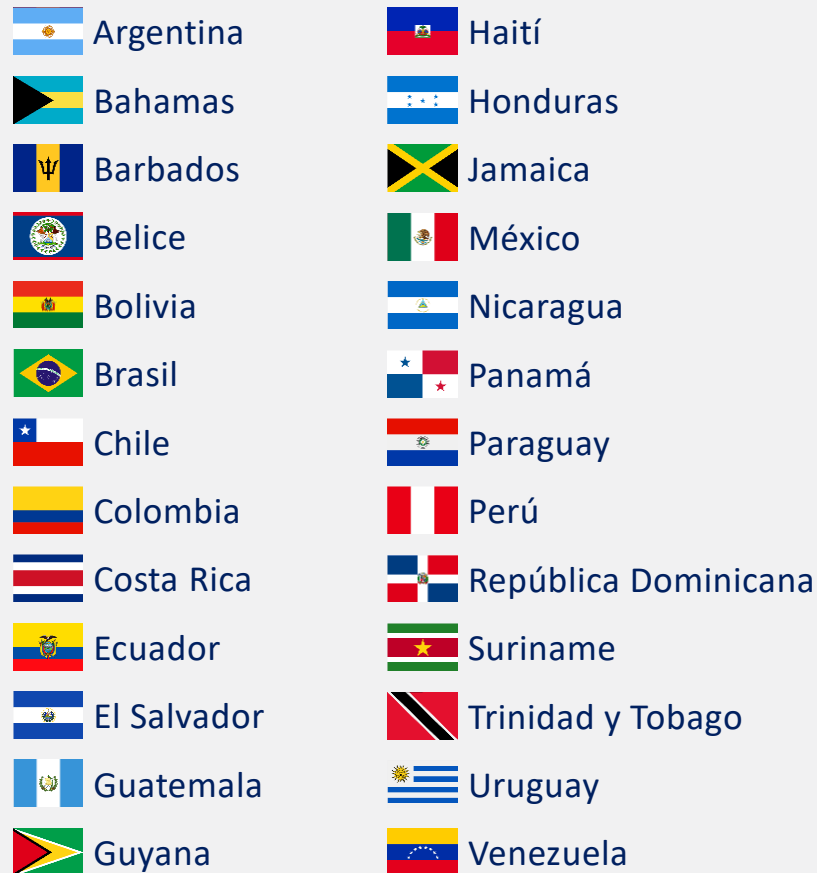 Argentina
Bahamas
Barbados
Belice
Bolivia
Brasil
Chile
Colombia
Costa Rica
Ecuador
El Salvador
Guatemala
Guyana
Haití
Honduras
Jamaica
México
Nicaragua
Panamá
Paraguay
Perú
República Dominicana
Suriname
Trinidad y Tobago
Uruguay
Venezuela